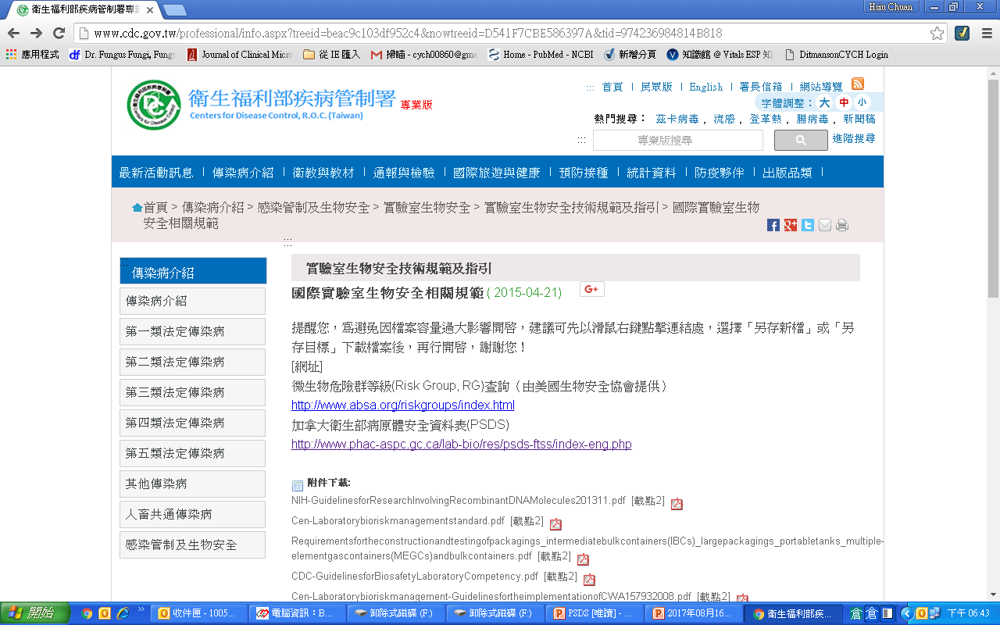 衛生福利部疾病管制署專業
Hsiu Chuan
www.cdc.gov.tw/professional/info.aspx?treeid=beac9c103df952c4&nowtreeid=D541F7CBE586397A&tid=974236984814B818
應用程式 Dr. Fungus Fungi, Fung Journal of Clinical Micro 從 IE 匯入 掃瞄 - cych00860@gma Home - PubMed - NCBI 新增分頁 知識館 @ Vitals ESP 知 DitmansonCYCH Login
::: 首頁 | 民眾版 | English | 署長信箱 | 網站導覽
衛生福利部疾病管制署 專業版
Centers for Disease Control, R.O.C. (Taiwan)
字體調整： 大 中 小
熱門搜尋： 茲卡病毒 , 流感 , 登革熱 , 腸病毒 , 新聞稿
::: 專業版搜尋 進階搜尋
最新活動訊息 | 傳染病介紹 | 衛教與教材 | 通報與檢驗 | 國際旅遊與健康 | 預防接種 | 統計資料 | 防疫夥伴 | 出版品類 |
首頁 > 傳染病介紹 > 感染管制及生物安全 > 實驗室生物安全 > 實驗室生物安全技術規範及指引 > 國際實驗室生物
安全相關規範
:::
:::
傳染病介紹
傳染病介紹
第一類法定傳染病
第二類法定傳染病
第三類法定傳染病
第四類法定傳染病
第五類法定傳染病
其他傳染病
人畜共通傳染病
感染管制及生物安全
實驗室生物安全技術規範及指引
國際實驗室生物安全相關規範 ( 2015-04-21) G+
提醒您，為避免因檔案容量過大影響開啓，建議可先以滑鼠右鍵點擊連結處，選擇「另存新檔」或「另
存目標」下載檔案後，再行開啓，謝謝您！
[網址]
微生物危險群等級(Risk Group, RG)查詢（由美國生物安全協會提供）
http://www.absa.org/riskgroups/index.html
加拿大衛生部病原體安全資料表(PSDS)
http://www.phac-aspc.gc.ca/lab-bio/res/psds-ftss/index-eng.php
附件下載:
NIH-GuidelinesforResearchInvolvingRecombinantDNAMolecules201311.pdf [載點2]
Cen-Laboratorybioriskmanagementstandard.pdf [載點2]
Requirementsfortheconstructionandtestingofpackagings_intermediatebulkcontainers(IBCs)_largepackagings_portabletanks_multiple-
elementgascontainers(MEGCs)andbulkcontainers.pdf [載點2]
CDC-GuidelinesforBiosafetyLaboratoryCompetency.pdf [載點2]
Cen-Laboratorybioriskmanagement-GuidelinesfortheimplementationofCWA157932008.pdf [載點2]
開始 收件匣 - 1005... 電腦資訊：B... 卸除式磁碟 (F:) 卸除式磁碟 (F:) PSDS [唯讀] - ... 2017年08月16... 衛生福利部疾... 倉 倉 下午 06:43